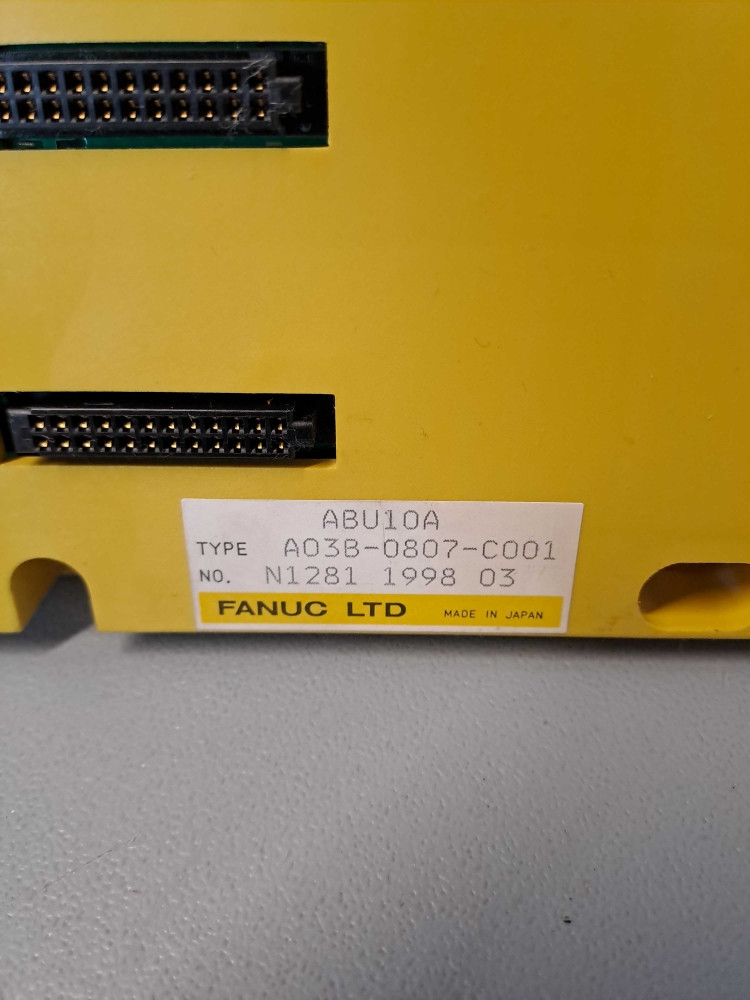 ABU10A
TYPE A03B-0807-C001
NO. N1281 1998 03
FANUC LTD MADE IN JAPAN